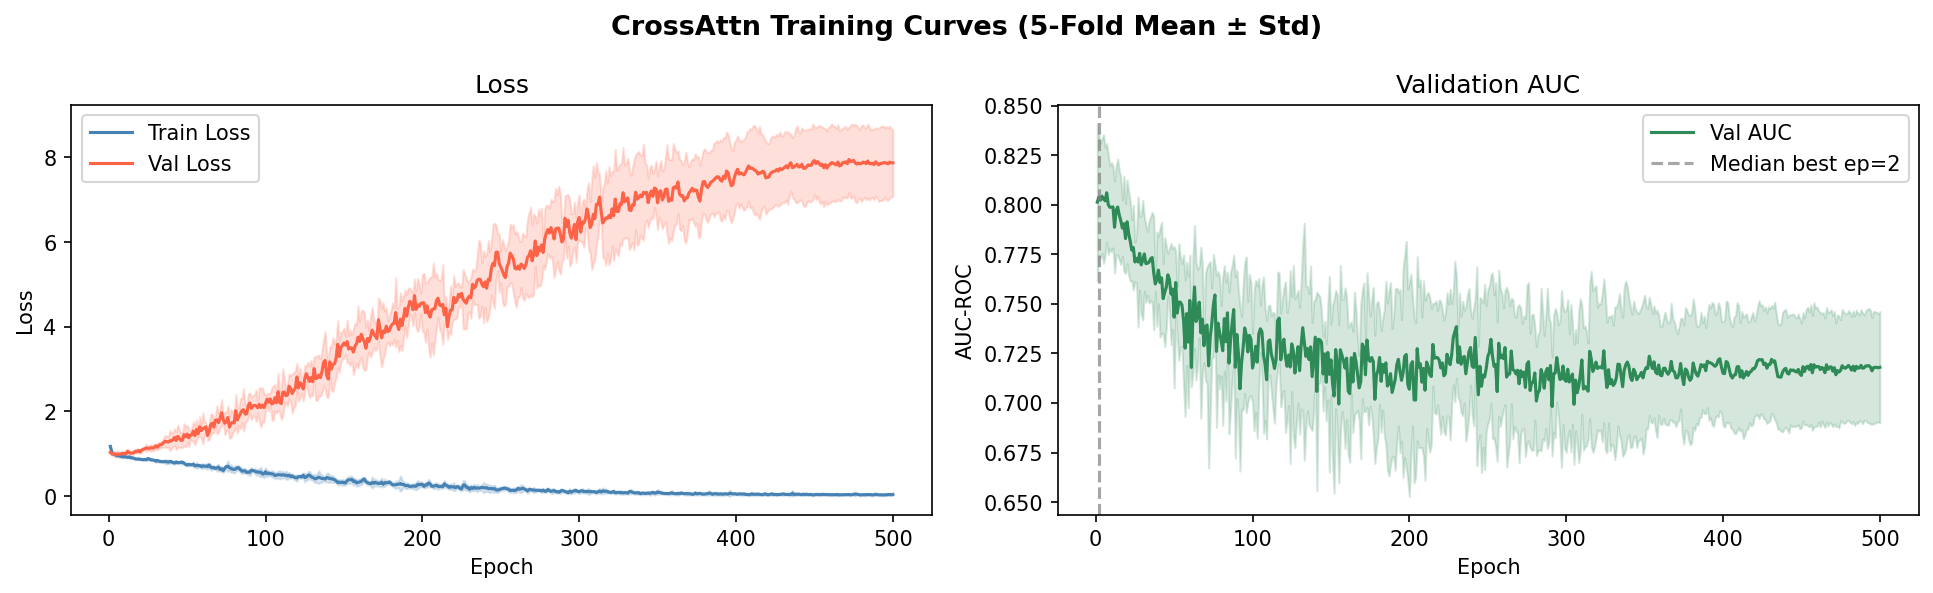 CrossAttn Training Curves (5-Fold Mean ± Std)
Loss
Train Loss
Val Loss
8
6
4
2
0
Loss
0 100 200 300 400 500
Epoch
Validation AUC
Val AUC
Median best ep=2
0.850
0.825
0.800
0.775
0.750
0.725
0.700
0.675
0.650
AUC-ROC
0 100 200 300 400 500
Epoch